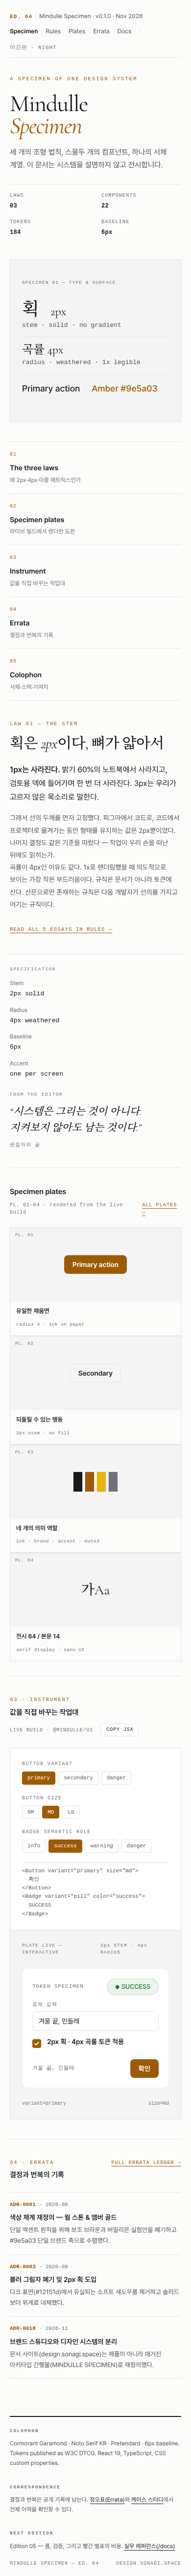 ED. 04 Mindulle Specimen · v0.1.0 · Nov 2026
Specimen Rules Plates Errata Docs
야간판 · NIGHT
A SPECIMEN OF ONE DESIGN SYSTEM
Mindulle
Specimen
세 개의 조형 법칙, 스물두 개의 컴포넌트, 하나의 서체
계열. 이 문서는 시스템을 설명하지 않고 전시합니다.
LAWS
03
COMPONENTS
22
TOKENS
184
BASELINE
6px
SPECIMEN 01 — TYPE & SURFACE
획 2px
stem · solid · no gradient
곡률 4px
radius · weathered · 1x legible
Primary action Amber #9e5a03
01
The three laws
왜 2px·4px·이중 매트릭스인가
02
Specimen plates
라이브 빌드에서 렌더한 도판
03
Instrument
값을 직접 바꾸는 작업대
04
Errata
결정과 번복의 기록
05
Colophon
서체·스택·기여자
LAW 01 — THE STEM
획은 2px이다, 뼈가 얇아서
1px는 사라진다. 밝기 60%의 노트북에서 사라지고,
검토용 덱에 들어가며 한 번 더 사라진다. 3px는 우리가
고르지 않은 목소리로 말한다.
그래서 선의 두께를 먼저 고정했다. 피그마에서 코드로, 코드에서
프로젝터로 옮겨가는 동안 형태를 유지하는 값은 2px뿐이었다.
나머지 결정도 같은 기준을 따랐다 — 작업이 우리 손을 떠난
뒤에도 읽히는가.
곡률이 4px인 이유도 같다. 1x로 렌더링했을 때 의도적으로
보이는 가장 작은 부드러움이다. 규칙은 문서가 아니라 토큰에
산다. 산문으로만 존재하는 규칙은 다음 개발자가 선의를 가지고
어기는 규칙이다.
READ ALL 5 ESSAYS IN RULES →
SPECIFICATION
Stem
2px solid
Radius
4px weathered
Baseline
6px
Accent
one per screen
FROM THE EDITOR
“시스템은 그리는 것이 아니다.
지켜보지 않아도 남는 것이다.”
편집자의 글
Specimen plates
PL. 01–04 · rendered from the live
build
ALL PLATES
→
PL. 01
Primary action
유일한 채움면
radius 4 · ink on paper
PL. 02
Secondary
되돌릴 수 있는 행동
2px stem · no fill
PL. 03
네 개의 의미 역할
ink · brand · accent · muted
PL. 04
가Aa
전시 64 / 본문 14
serif display · sans UI
03 · INSTRUMENT
값을 직접 바꾸는 작업대
LIVE BUILD · @MINDULLE/UI COPY JSX
BUTTON VARIANT
primary secondary danger
BUTTON SIZE
SM MD LG
BADGE SEMANTIC ROLE
info success warning danger
<Button variant="primary" size="md">
확인
</Button>
<Badge variant="pill" color="success">
SUCCESS
</Badge>
PLATE LIVE —
INTERACTIVE
2px STEM · 4px
RADIUS
TOKEN SPECIMEN
SUCCESS
겨울 끝, 민들레
2px 획 · 4px 곡률 토큰 적용
겨울 끝, 민들레
확인
variant=primary size=md
04 · ERRATA
FULL ERRATA LEDGER →
결정과 번복의 기록
ADR-0001 · 2026-08
색상 체계 재정의 — 웜 스톤 & 앰버 골드
단일 액센트 원칙을 위해 보조 브라운과 버밀리온 실험안을 폐기하고
#9e5a03 단일 브랜드 축으로 수렴했다.
ADR-0003 · 2026-08
블러 그림자 폐기 및 2px 획 도입
다크 표면(#12151d)에서 유실되는 소프트 섀도우를 제거하고 솔리드
보더 위계로 대체했다.
브랜드 스튜디오와 디자인 시스템의 분리
문서 사이트(design.sonagi.space)는 제품이 아니라 매거진
아키타입 간행물(MINDULLE SPECIMEN)로 재정의했다.
COLOPHON
Cormorant Garamond · Noto Serif KR · Pretendard · 6px baseline.
Tokens published as W3C DTCG. React 19, TypeScript, CSS
custom properties.
CORRESPONDENCE
결정과 번복은 공개 기록에 남는다. 정오표(Errata)와 케이스 스터디에서
전체 이력을 확인할 수 있다.
NEXT EDITION
Edition 05 — 폼, 검증, 그리고 빨간 별표의 비용. 실무 레퍼런스(/docs)
MINDULLE SPECIMEN — ED. 04 DESIGN.SONAGI.SPACE